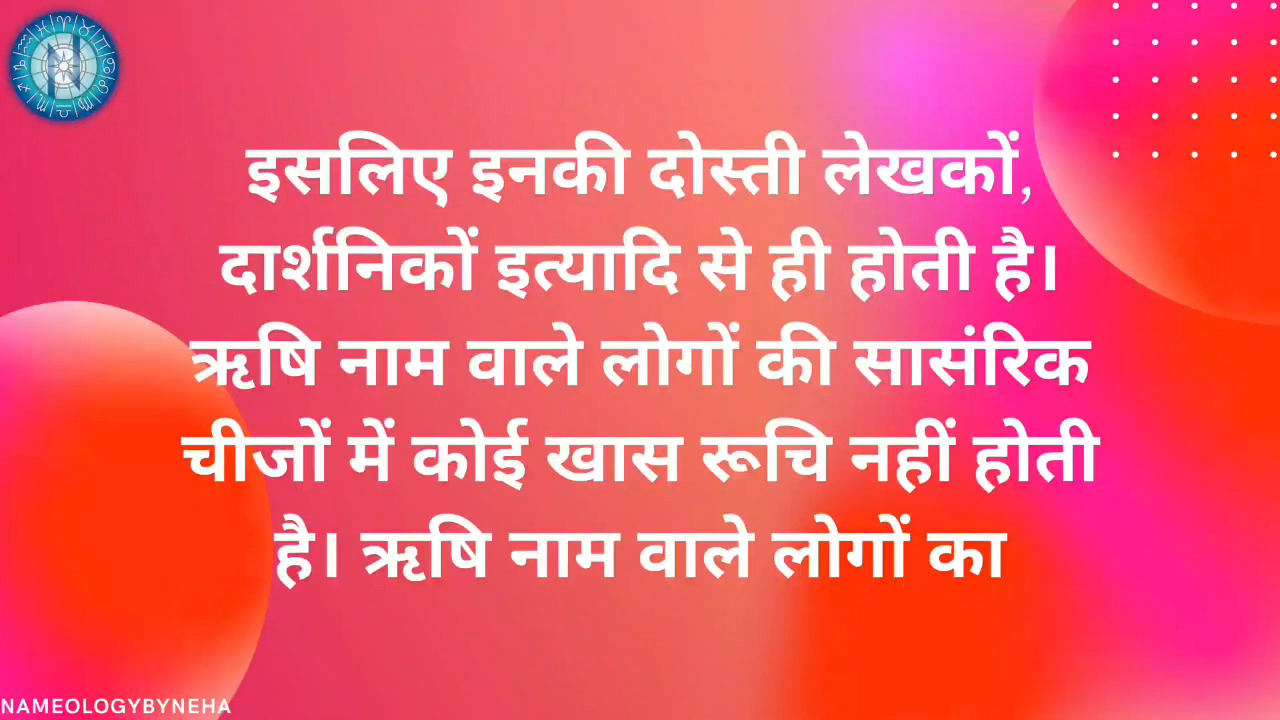 इसलिए इनकी दोस्ती लेखकों,
दार्शनिकों इत्यादि से ही होती है।
ऋषि नाम वाले लोगों की सासंरिक
चीजों में कोई खास रूचि नहीं होती
है। ऋषि नाम वाले लोगों का
NAMEOLOGYBYNEHA